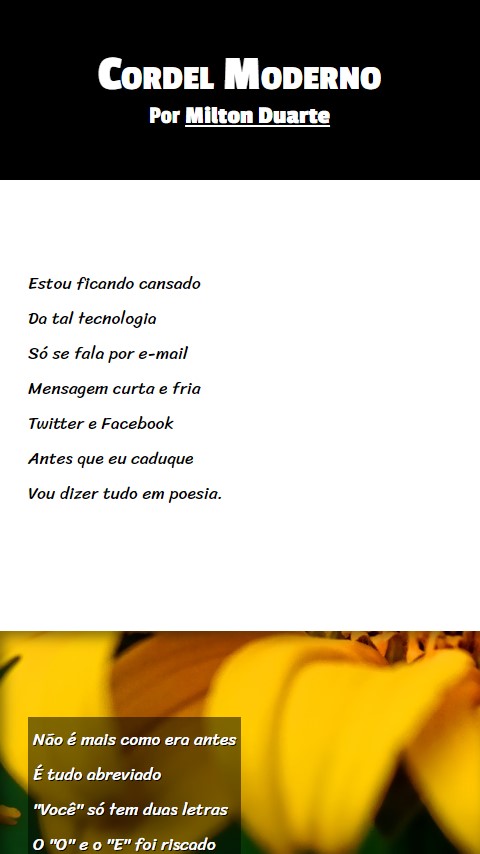 Cordel Moderno
Por Milton Duarte
Estou ficando cansado
Da tal tecnologia
Só se fala por e-mail
Mensagem curta e fria
Twitter e Facebook
Antes que eu caduque
Vou dizer tudo em poesia.
Não é mais como era antes
É tudo abreviado
"Você" só tem duas letras
O "O" e o "E" foi riscado